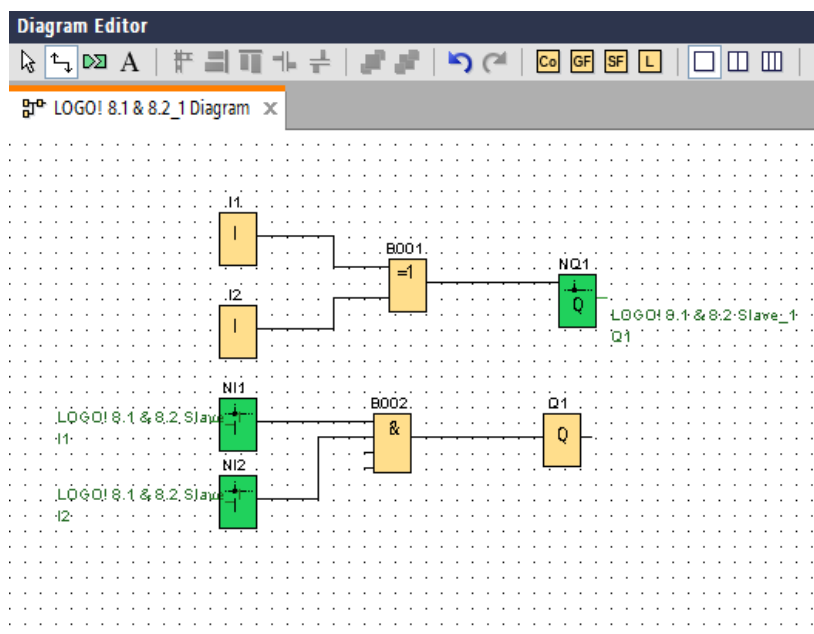 Diagram Editor
A Co GF SF L
LOGO! 8.1 & 8.2_1 Diagram
I1
I
B001
=1
NQ1
Q
I2
I
LOGO! 8.1 & 8.2 Slave_1
Q1
NI1
B002
Q1
LOGO! 8.1 & 8.2 Slave
I1
&
Q
NI2
LOGO! 8.1 & 8.2 Slave
I2